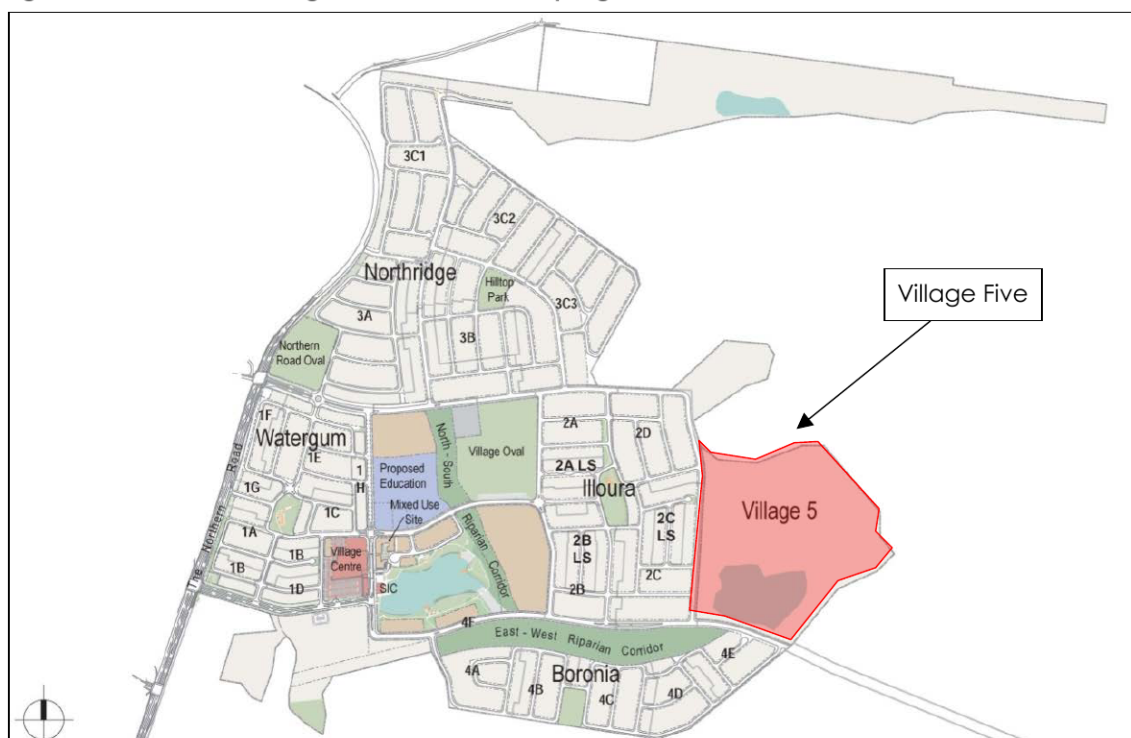 3C1
3C2
Northridge
Hilltop
Park
3C3
Village Five
3A
3B
Northern
Road Oval
1F
Watergum
1E
1
H
1G
1C
1A
1B
1B
1D
The Northern Road
Proposed
Education
Mixed Use
Site
Village
Centre
SIC
North - South
Riparian Corridor
Village Oval
2A
2D
2A LS
Illoura
2B
LS
2C
LS
2B
2C
Village 5
4F
East - West Riparian Corridor
4A
Boronia
4B
4C
4D
4E